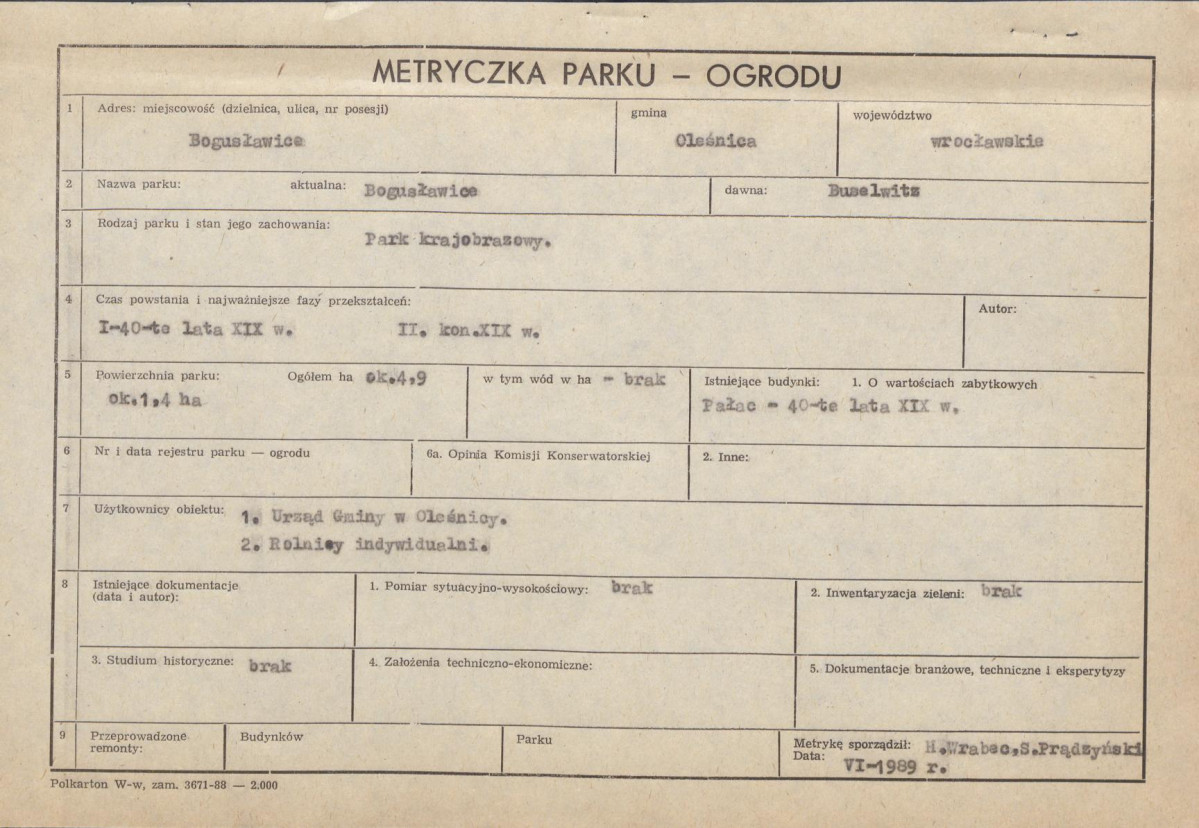 METRYCZKA PARKU – OGRODU
1 Adres: miejscowość (dzielnica, ulica, nr posesji) gmina województwo
Bogusławice Oleśnica wrocławskie
2 Nazwa parku: aktualna: Bogusławice dawna: Buselwitz
3 Rodzaj parku i stan jego zachowania:
Park krajobrazowy.
4 Czas powstania i najważniejsze fazy przekształceń: Autor:
I-40-te lata XIX w. II. kon.XIX w.
5 Powierzchnia parku: Ogółem ha ok.4,9 w tym wód w ha - brak Istniejące budynki: 1. O wartościach zabytkowych
ok.1,4 ha Pałac - 40-te lata XIX w.
6 Nr i data rejestru parku — ogrodu 6a. Opinia Komisji Konserwatorskiej 2. Inne:
7 Użytkownicy obiektu: 1. Urząd Gminy w Oleśnicy.
2. Rolnicy indywidualni.
8 Istniejące dokumentacje (data i autor): 1. Pomiar sytuacyjno-wysokościowy: brak 2. Inwentaryzacja zieleni: brak
3. Studium historyczne: brak 4. Założenia techniczno-ekonomiczne: 5. Dokumentacje branżowe, techniczne i ekspertyzy
9 Przeprowadzone remonty: Budynków Parku Metrykę sporządził: H.Wrabec,S.Prądzyński
Data: VI-1989 r.
Polkarton W-w, zam. 3671-88 — 2.000